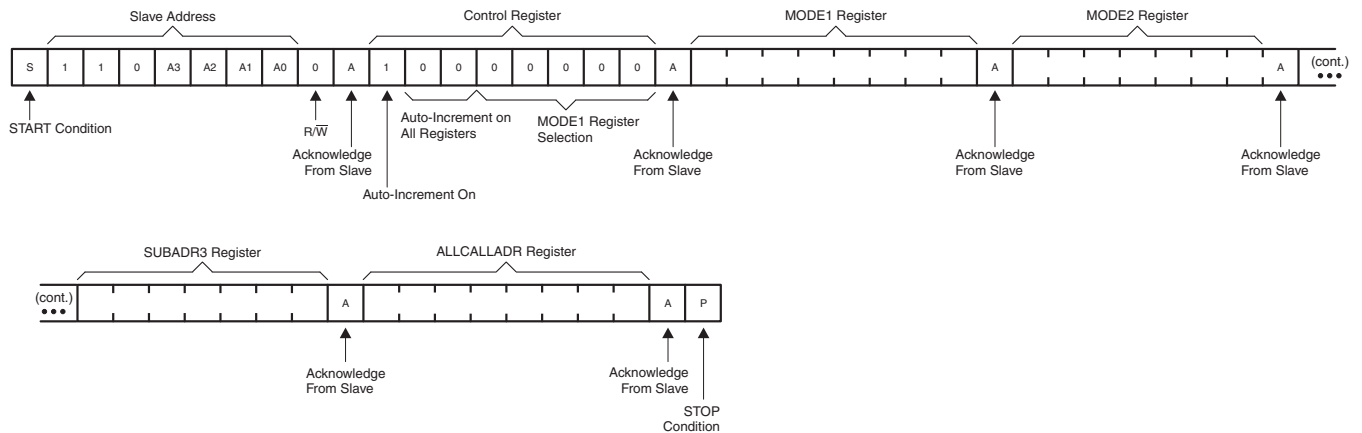 Slave Address
Control Register
MODE1 Register
MODE2 Register
S 1 1 0 A3 A2 A1 A0 0 A 1 0 0 0 0 0 0 0 A A A (cont.)
•••
START Condition
R/W̅
Acknowledge
From Slave
Auto-Increment On
Auto-Increment on
All Registers
MODE1 Register
Selection
Acknowledge
From Slave
Acknowledge
From Slave
Acknowledge
From Slave
SUBADR3 Register
ALLCALLADR Register
(cont.) A A P
•••
Acknowledge
From Slave
Acknowledge
From Slave
STOP
Condition